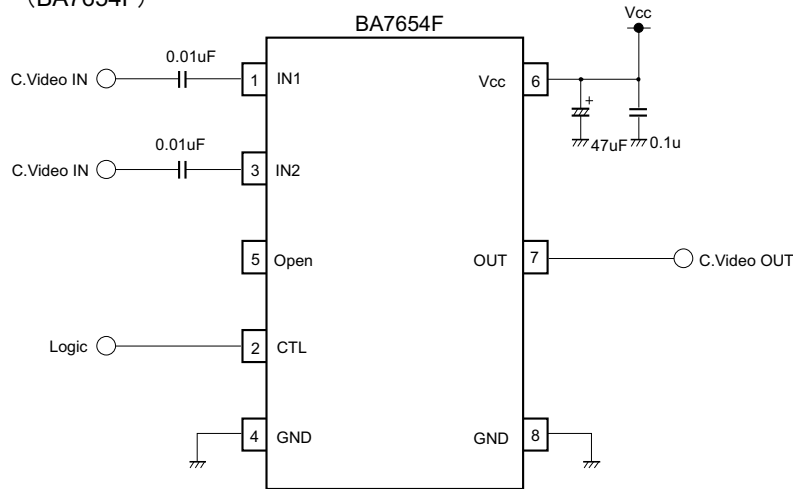 （BA7654F）
BA7654F
Vcc
0.01uF
C.Video IN
1
IN1
Vcc
6
+
47uF
0.1u
0.01uF
C.Video IN
3
IN2
5
Open
OUT
7
C.Video OUT
Logic
2
CTL
4
GND
GND
8